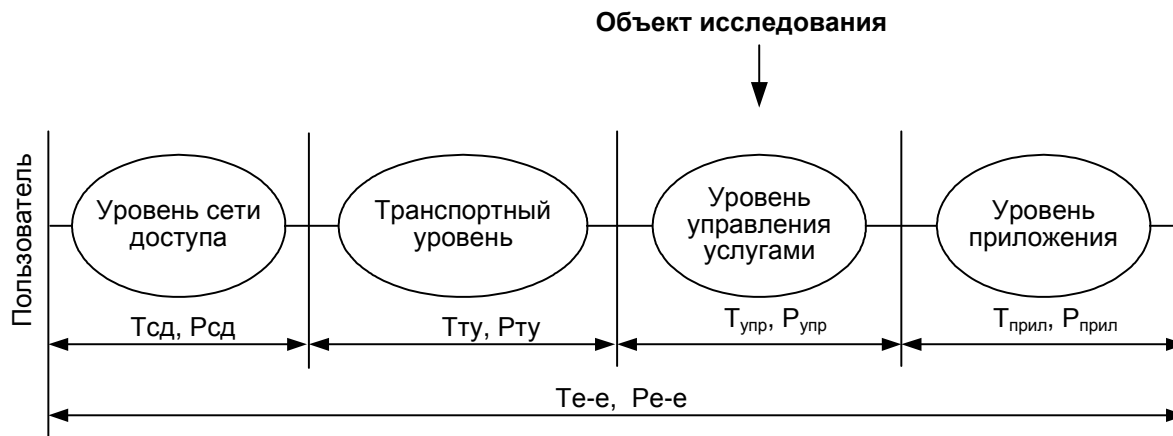 Объект исследования
Пользователь
Уровень сети
доступа
Транспортный
уровень
Уровень
управления
услугами
Уровень
приложения
Tсд, Pсд
Tту, Pту
Tупр, Pупр
Tприл, Pприл
Te-e, Pe-e